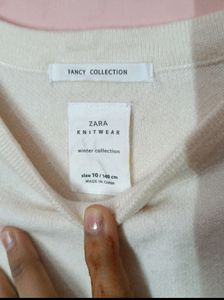 FANCY COLLECTION
ZARA
KNITWEAR
winter collection
size 10 / 140 cm
MADE IN CHINA